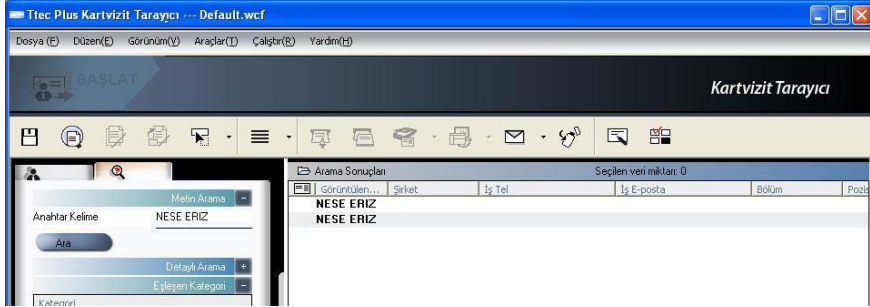 Ttec Plus Kartvizit Tarayıcı --- Default.wcf
Dosya (F) Düzen(E) Görünüm(V) Araçlar(T) Çalıştır(R) Yardım(H)
BAŞLAT
Kartvizit Tarayıcı
Arama Sonuçları Seçilen veri miktarı: 0
Metin Arama
Görüntülen... Şirket İş Tel İş E-posta Bölüm Pozis
Anahtar Kelime NESE ERIZ
NESE ERIZ
NESE ERIZ
Ara
Detaylı Arama
Eşleşen Kategori
Kategori